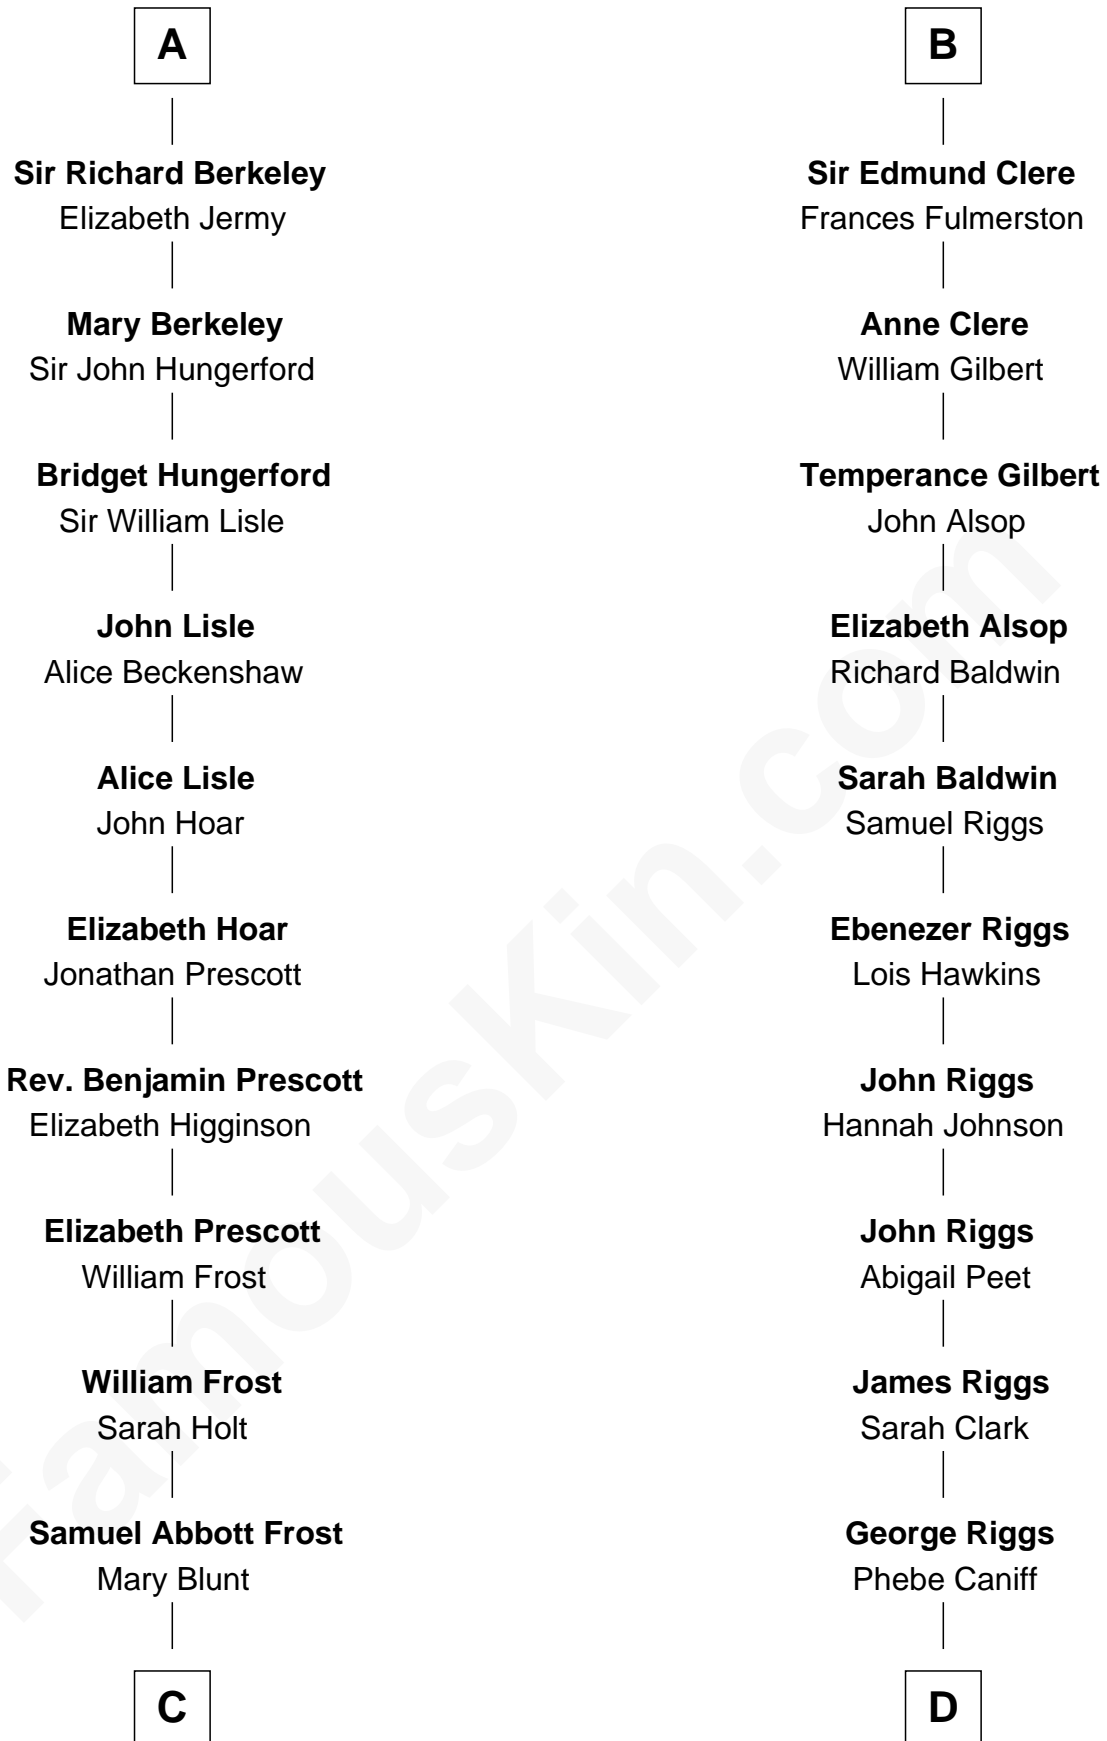 A
Sir Richard Berkeley
Elizabeth Jermy
Mary Berkeley
Sir John Hungerford
Bridget Hungerford
Sir William Lisle
John Lisle
Alice Beckenshaw
Alice Lisle
John Hoar
Elizabeth Hoar
Jonathan Prescott
Rev. Benjamin Prescott
Elizabeth Higginson
Elizabeth Prescott
William Frost
William Frost
Sarah Holt
Samuel Abbott Frost
Mary Blunt
C
B
Sir Edmund Clere
Frances Fulmerston
Anne Clere
William Gilbert
Temperance Gilbert
John Alsop
Elizabeth Alsop
Richard Baldwin
Sarah Baldwin
Samuel Riggs
Ebenezer Riggs
Lois Hawkins
John Riggs
Hannah Johnson
John Riggs
Abigail Peet
James Riggs
Sarah Clark
George Riggs
Phebe Caniff
D
FamousKin.com